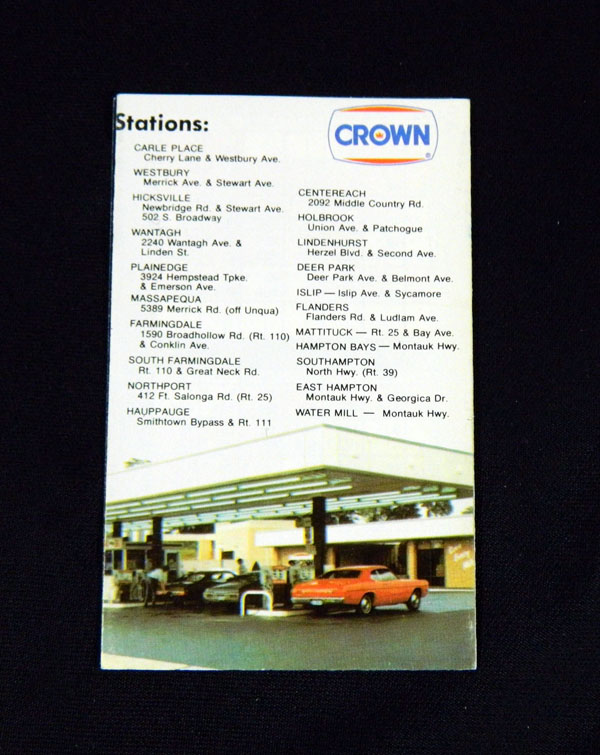 Stations:
CROWN
®
CARLE PLACE
Cherry Lane & Westbury Ave.
WESTBURY
Merrick Ave. & Stewart Ave.
HICKSVILLE
Newbridge Rd. & Stewart Ave.
502 S. Broadway
WANTAGH
2240 Wantagh Ave. &
Linden St.
PLAINEDGE
3924 Hempstead Tpke.
& Emerson Ave.
MASSAPEQUA
5389 Merrick Rd. (off Unqua)
FARMINGDALE
1590 Broadhollow Rd. (Rt. 110)
& Conklin Ave.
SOUTH FARMINGDALE
Rt. 110 & Great Neck Rd.
NORTHPORT
412 Ft. Salonga Rd. (Rt. 25)
HAUPPAUGE
Smithtown Bypass & Rt. 111
CENTEREACH
2092 Middle Country Rd.
HOLBROOK
Union Ave. & Patchogue
LINDENHURST
Herzel Blvd. & Second Ave.
DEER PARK
Deer Park Ave. & Belmont Ave.
ISLIP — Islip Ave. & Sycamore
FLANDERS
Flanders Rd. & Ludlam Ave.
MATTITUCK — Rt. 25 & Bay Ave.
HAMPTON BAYS — Montauk Hwy.
SOUTHAMPTON
North Hwy. (Rt. 39)
EAST HAMPTON
Montauk Hwy. & Georgica Dr.
WATER MILL — Montauk Hwy.